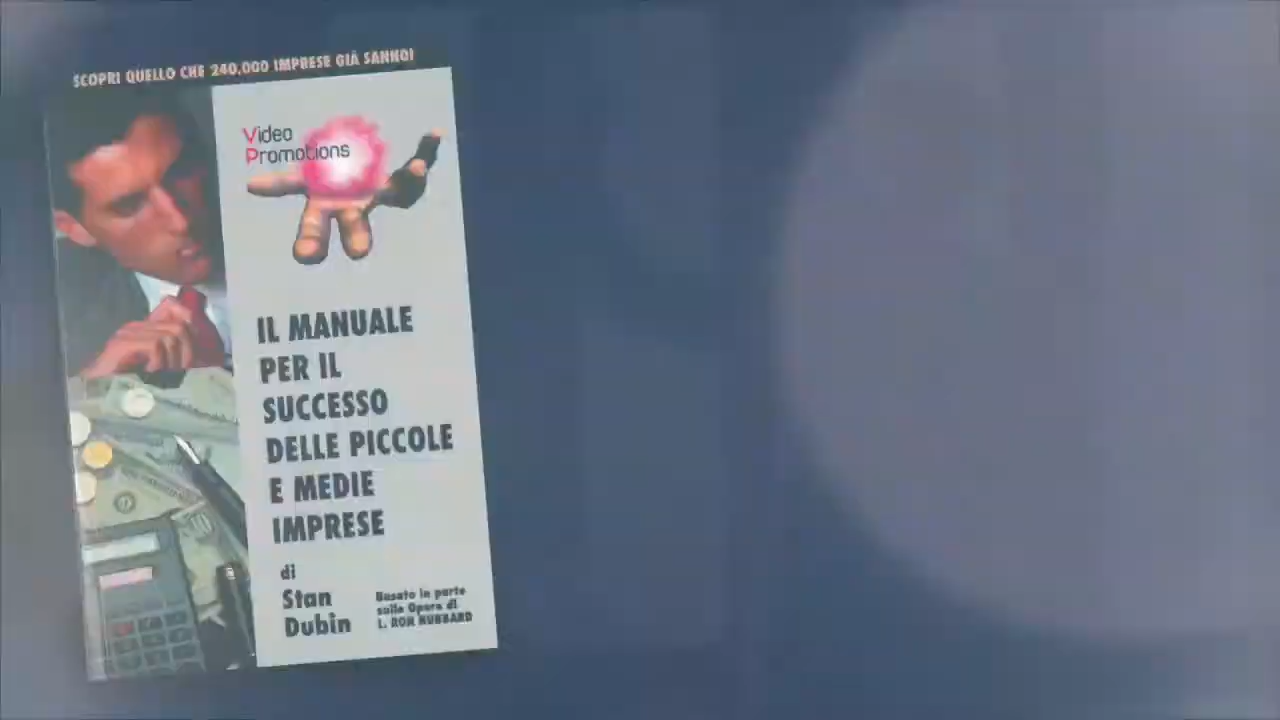 SCOPRI QUELLO CHE 240.000 IMPRESE GIÀ SANNO!
Video
Promotions
IL MANUALE
PER IL
SUCCESSO
DELLE PICCOLE
E MEDIE
IMPRESE
di
Stan
Dubin
Basato in parte
sulle Opere di
L. RON HUBBARD